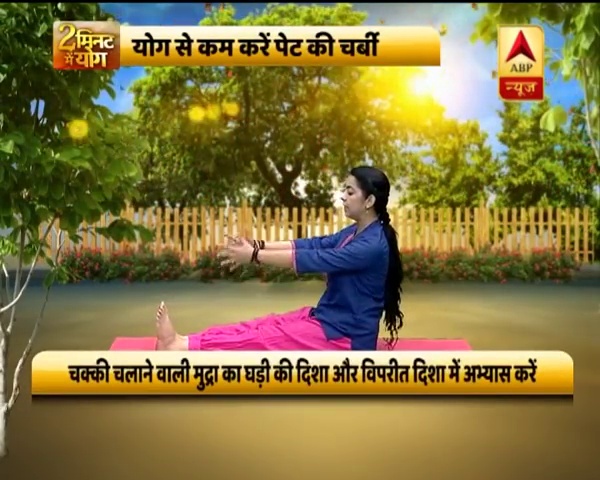 2 मिनट
में योग
योग से कम करें पेट की चर्बी
ABP
न्यूज़
चक्की चलाने वाली मुद्रा का घड़ी की दिशा और विपरीत दिशा में अभ्यास करें